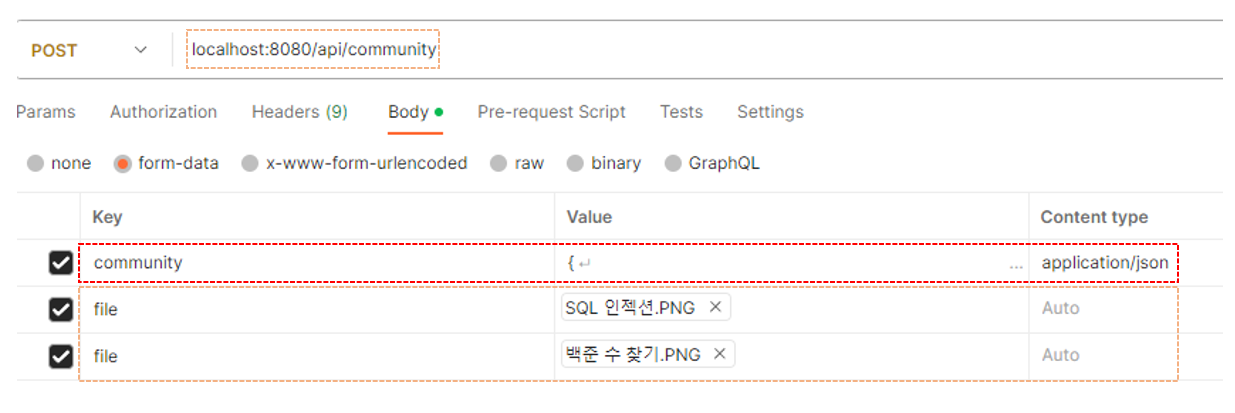 POST localhost:8080/api/community
Params Authorization Headers (9) Body Pre-request Script Tests Settings
none form-data x-www-form-urlencoded raw binary GraphQL
Key Value Content type
community { ↵ ... application/json
file SQL 인젝션.PNG × Auto
file 백준 수 찾기.PNG × Auto